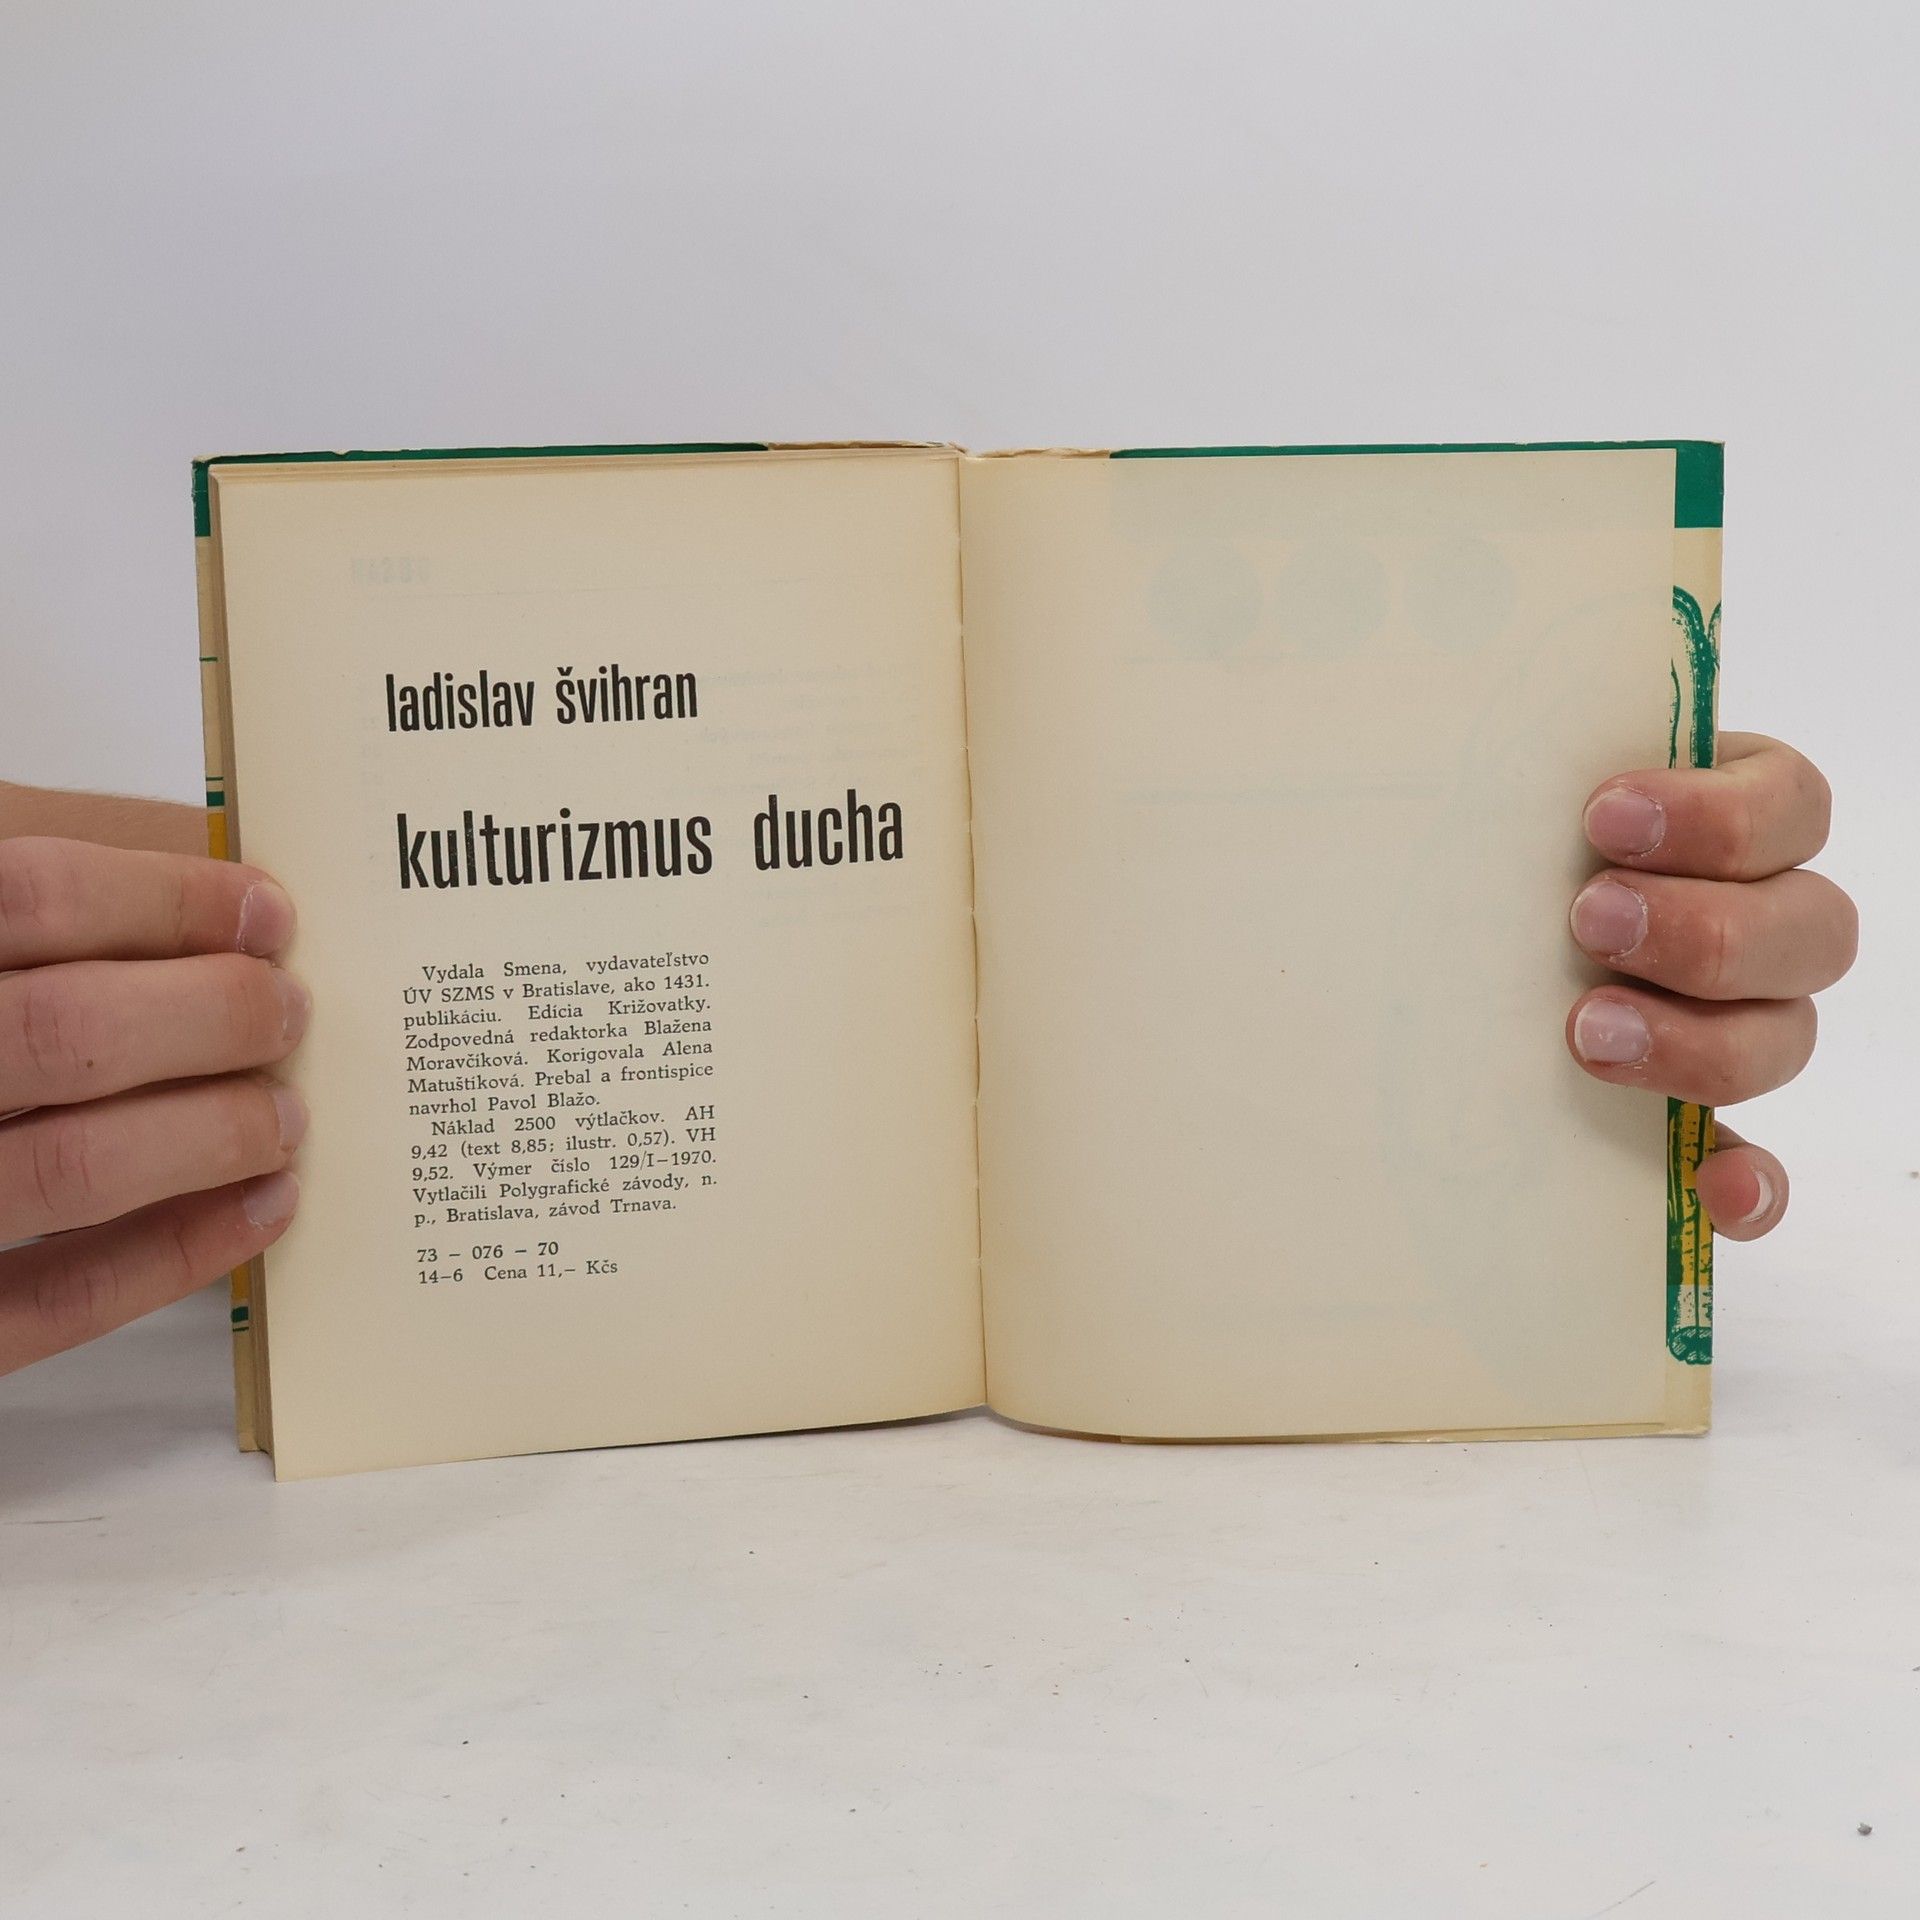 ladislav švihran
kulturizmus ducha
Vydala Smena, vydavateľstvo
ÚV SZMS v Bratislave, ako 1431.
publikáciu. Edícia Križovatky.
Zodpovedná redaktorka Blažena
Moravčíková. Korigovala Alena
Matuštíková. Prebal a frontispice
navrhol Pavol Blažo.
Náklad 2500 výtlačkov. AH
9,42 (text 8,85; ilustr. 0,57). VH
9,52. Výmer číslo 129/I–1970.
Vytlačili Polygrafické závody, n.
p., Bratislava, závod Trnava.
73 – 076 – 70
14–6 Cena 11,– Kčs